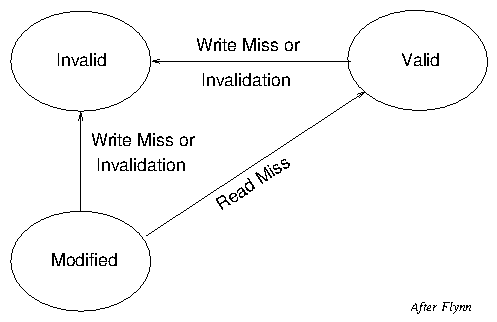 Invalid
Write Miss or
Invalidation
Valid
Write Miss or
Invalidation
Read Miss
Modified
After Flynn